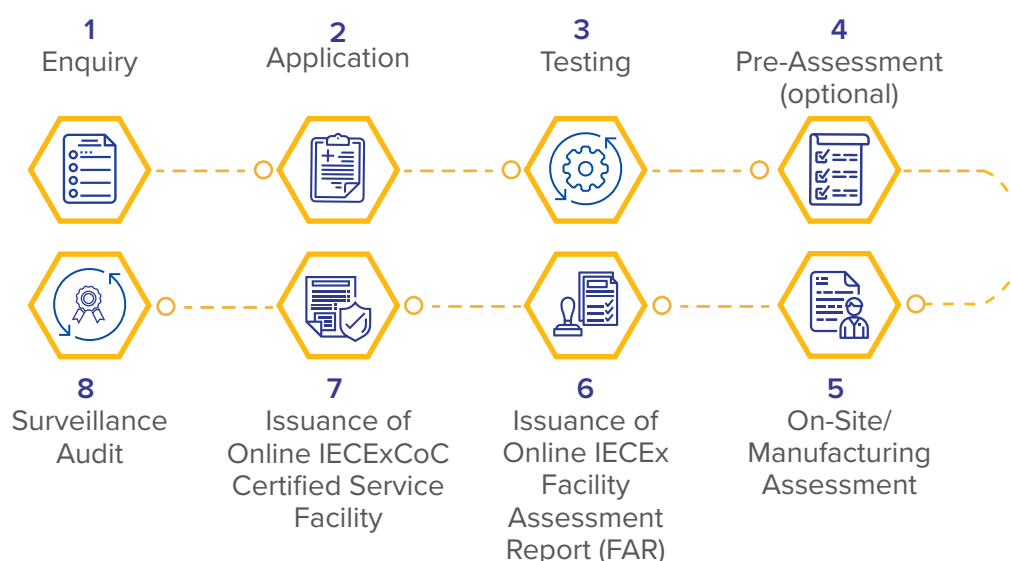 1
Enquiry
2
Application
3
Testing
4
Pre-Assessment
(optional)
5
On-Site/
Manufacturing
Assessment
6
Issuance of
Online IECEx
Facility
Assessment
Report (FAR)
7
Issuance of
Online IECExCoC
Certified Service
Facility
8
Surveillance
Audit